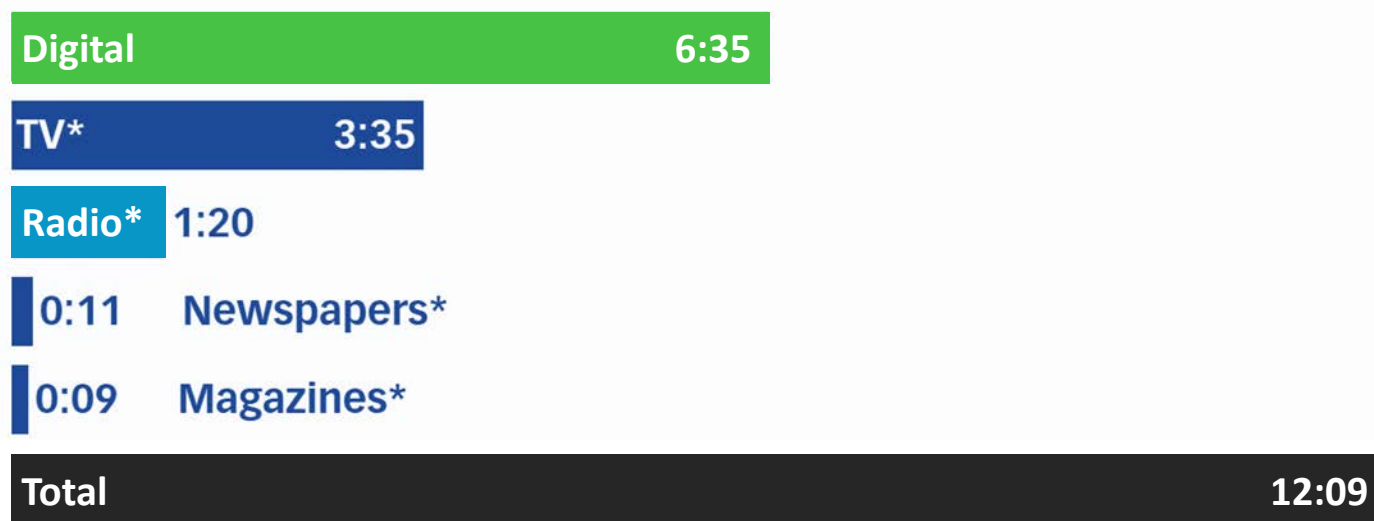 Digital 6:35
TV* 3:35
Radio* 1:20
0:11 Newspapers*
0:09 Magazines*
Total 12:09